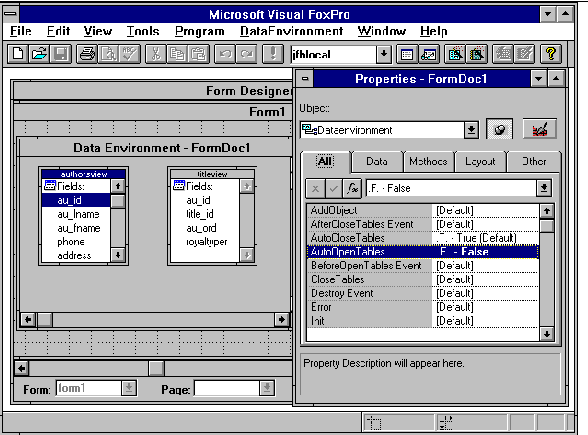 Microsoft Visual FoxPro
File Edit View Tools Program DataEnvironment Window Help
jfhlocal
Form Designer
Form1
Data Environment - FormDoc1
authorsview
Fields:
au_id
au_lname
au_fname
phone
address
titleview
Fields:
au_id
title_id
au_ord
royaltyper
Form: form1 Page:
Properties - FormDoc1
Object:
Dataenvironment
All Data Methods Layout Other
.F. - False
AddObject [Default]
AfterCloseTables Event [Default]
AutoCloseTables .T. - True (Default)
AutoOpenTables .F. - False
BeforeOpenTables Event [Default]
CloseTables [Default]
Destroy Event [Default]
Error [Default]
Init [Default]
Property Description will appear here.